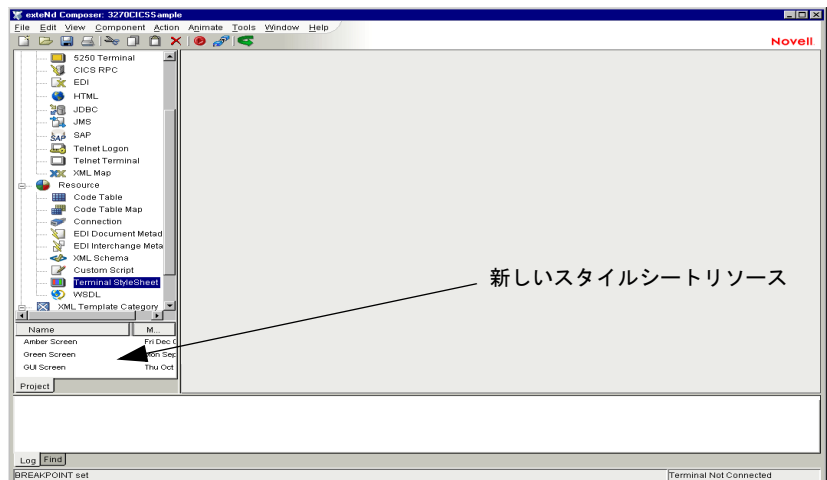 exteNd Composer: 3270CICSSample
File Edit View Component Action Animate Tools Window Help
Novell.
5250 Terminal
CICS RPC
EDI
HTML
JDBC
JMS
SAP
SAP
Telnet Logon
Telnet Terminal
XML Map
Resource
Code Table
Code Table Map
Connection
EDI Document Metad
EDI Interchange Meta
XML Schema
Custom Script
Terminal StyleSheet
WSDL
XML Template Category
新しいスタイルシートリソース
Name M...
Amber Screen Fri Dec 0
Green Screen Mon Sep
GUI Screen Thu Oct
Project
Log Find
BREAKPOINT set Terminal Not Connected